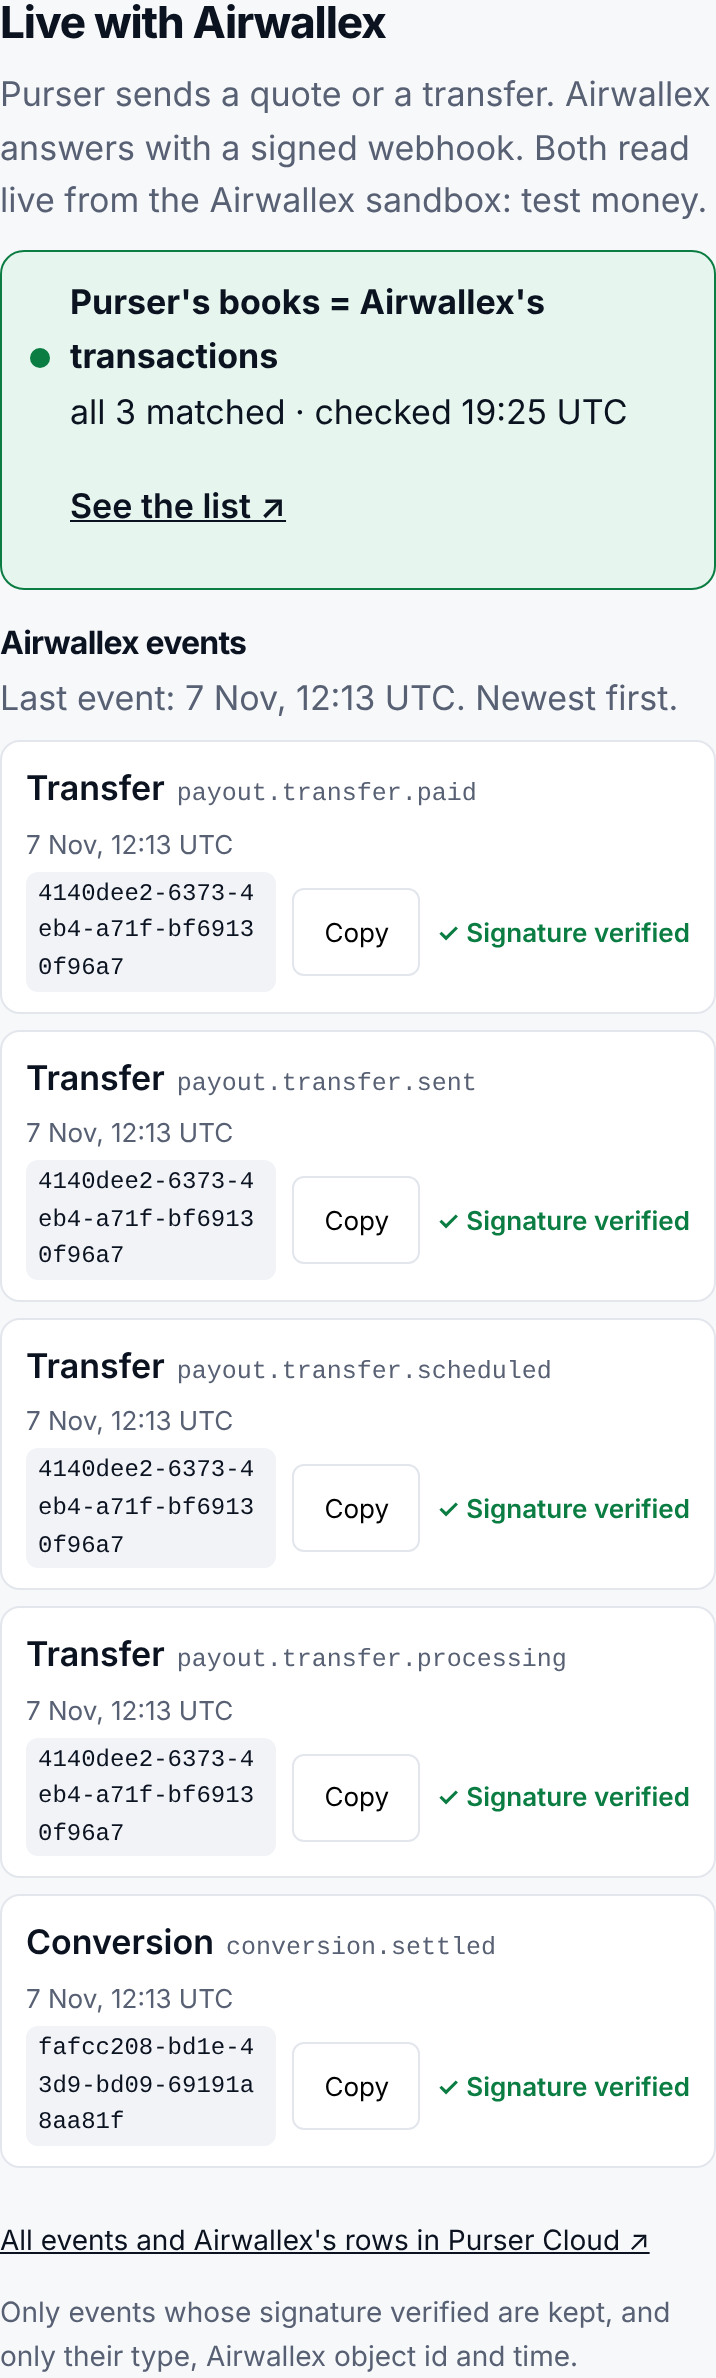 Live with Airwallex
Purser sends a quote or a transfer. Airwallex
answers with a signed webhook. Both read
live from the Airwallex sandbox: test money.
Purser's books = Airwallex's
transactions
all 3 matched · checked 19:25 UTC
See the list ↗
Airwallex events
Last event: 7 Nov, 12:13 UTC. Newest first.
Transfer payout.transfer.paid
7 Nov, 12:13 UTC
4140dee2-6373-4
eb4-a71f-bf6913
0f96a7
Copy
✓ Signature verified
Transfer payout.transfer.sent
7 Nov, 12:13 UTC
4140dee2-6373-4
eb4-a71f-bf6913
0f96a7
Copy
✓ Signature verified
Transfer payout.transfer.scheduled
7 Nov, 12:13 UTC
4140dee2-6373-4
eb4-a71f-bf6913
0f96a7
Copy
✓ Signature verified
Transfer payout.transfer.processing
7 Nov, 12:13 UTC
4140dee2-6373-4
eb4-a71f-bf6913
0f96a7
Copy
✓ Signature verified
Conversion conversion.settled
7 Nov, 12:13 UTC
fafcc208-bd1e-4
3d9-bd09-69191a
8aa81f
Copy
✓ Signature verified
All events and Airwallex's rows in Purser Cloud ↗
Only events whose signature verified are kept, and
only their type, Airwallex object id and time.